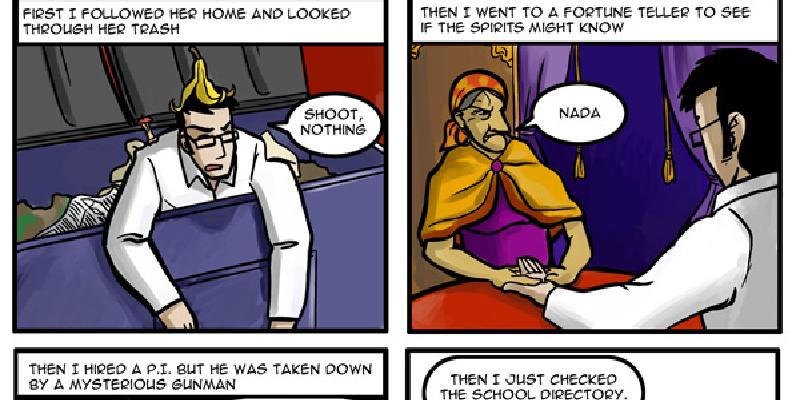 FIRST I FOLLOWED HER HOME AND LOOKED
THROUGH HER TRASH
SHOOT,
NOTHING
THEN I WENT TO A FORTUNE TELLER TO SEE
IF THE SPIRITS MIGHT KNOW
NADA
THEN I HIRED A P.I. BUT HE WAS TAKEN DOWN
BY A MYSTERIOUS GUNMAN
THEN I JUST CHECKED
THE SCHOOL DIRECTORY.